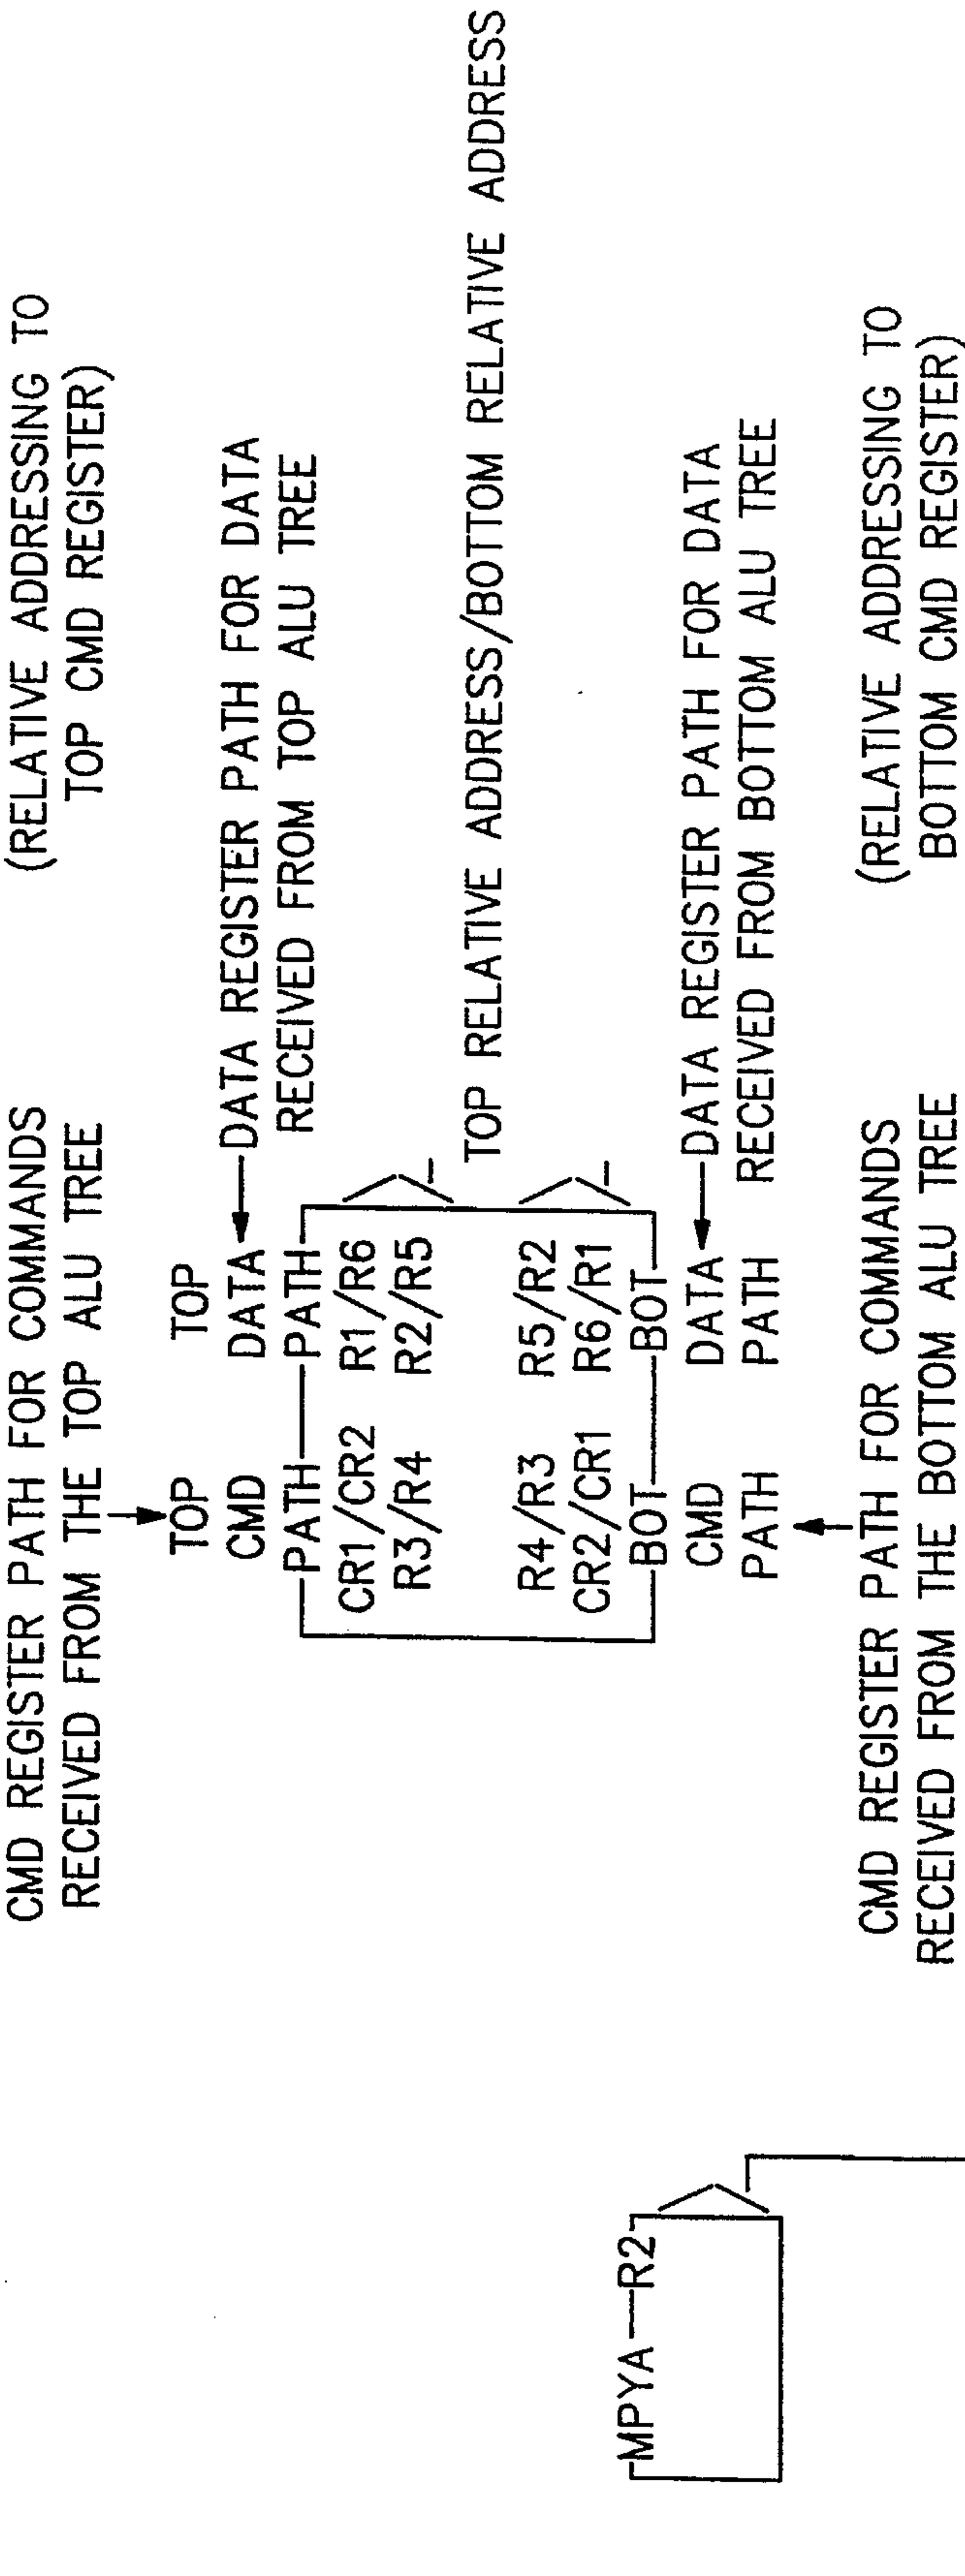 CMD REGISTER PATH FOR COMMANDS (RELATIVE ADDRESSING TO
RECEIVED FROM THE TOP ALU TREE TOP CMD REGISTER)
TOP TOP
CMD DATA DATA REGISTER PATH FOR DATA
PATH PATH RECEIVED FROM TOP ALU TREE
CR1/CR2 R1/R6
R3/R4 R2/R5
TOP RELATIVE ADDRESS/BOTTOM RELATIVE ADDRESS
R4/R3 R5/R2
CR2/CR1 R6/R1
MPYA R2
BOT BOT
CMD DATA DATA REGISTER PATH FOR DATA
PATH PATH RECEIVED FROM BOTTOM ALU TREE
CMD REGISTER PATH FOR COMMANDS (RELATIVE ADDRESSING TO
RECEIVED FROM THE BOTTOM ALU TREE BOTTOM CMD REGISTER)